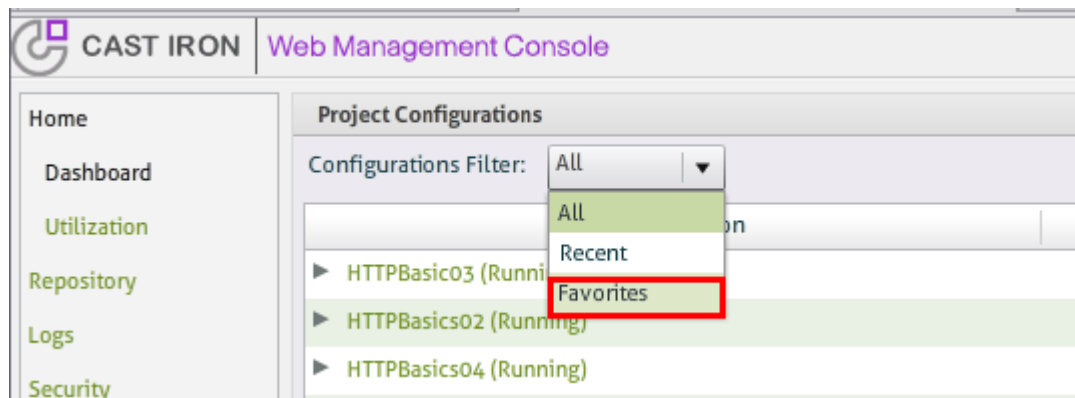 CAST IRON Web Management Console
Home
Dashboard
Utilization
Repository
Logs
Security
Project Configurations
Configurations Filter: All
All
Recent
Favorites
HTTPBasic03 (Runni
HTTPBasics02 (Running)
HTTPBasics04 (Running)